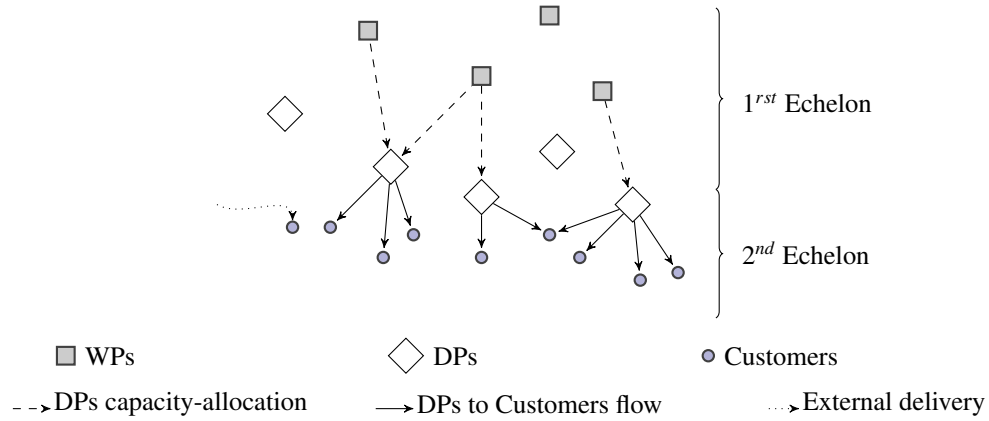 1rst Echelon
2nd Echelon
WPs DPs Customers
DPs capacity-allocation DPs to Customers flow External delivery